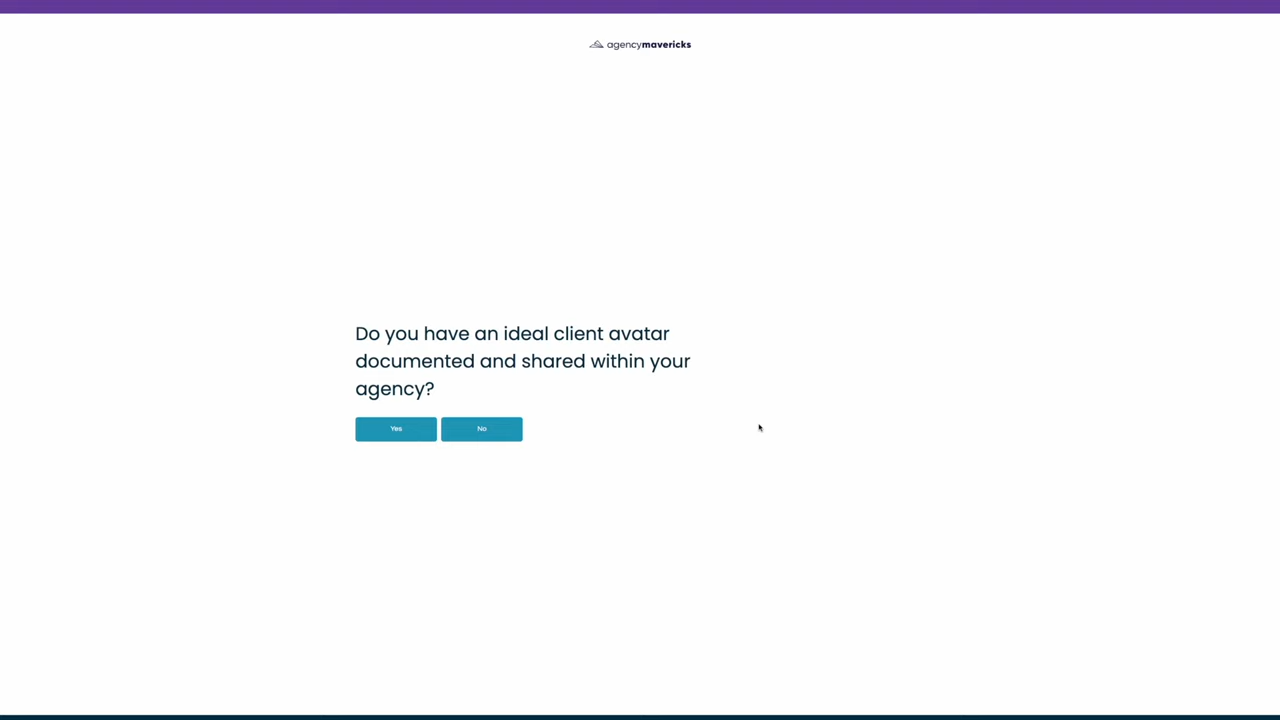 agencymavericks
Do you have an ideal client avatar
documented and shared within your
agency?
Yes No